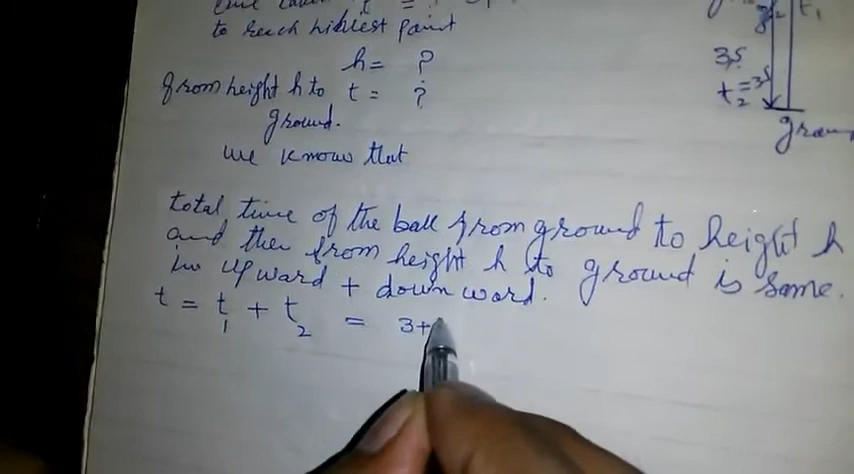 to reach highest point
h = ?
from height h to t = ?
ground.
we know that
3s
t2 = 3s
total time of the ball from ground to height h
and then from height h to ground is same.
in upward + downward.
t = t1 + t2 = 3+